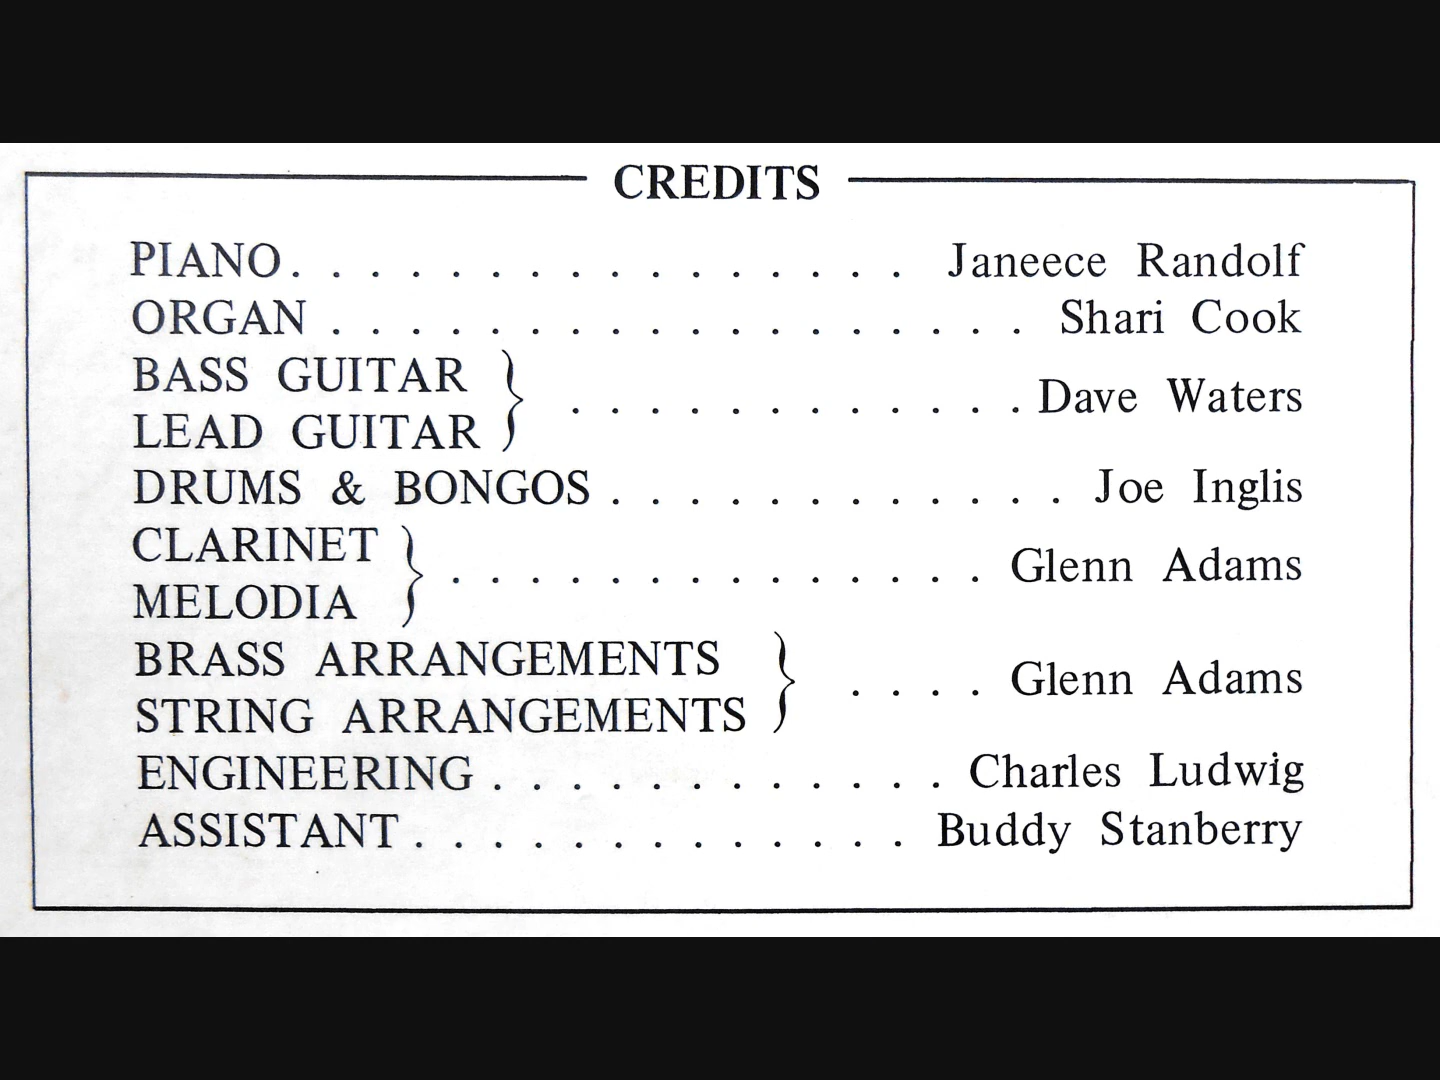 CREDITS
PIANO. . . . . . . . . . . . . . . . Janeece Randolf
ORGAN . . . . . . . . . . . . . . . . . . Shari Cook
BASS GUITAR
LEAD GUITAR } . . . . . . . . . . . . Dave Waters
DRUMS & BONGOS . . . . . . . . . . . . Joe Inglis
CLARINET
MELODIA } . . . . . . . . . . . . . . Glenn Adams
BRASS ARRANGEMENTS
STRING ARRANGEMENTS } . . . . Glenn Adams
ENGINEERING . . . . . . . . . . . . Charles Ludwig
ASSISTANT . . . . . . . . . . . . . Buddy Stanberry